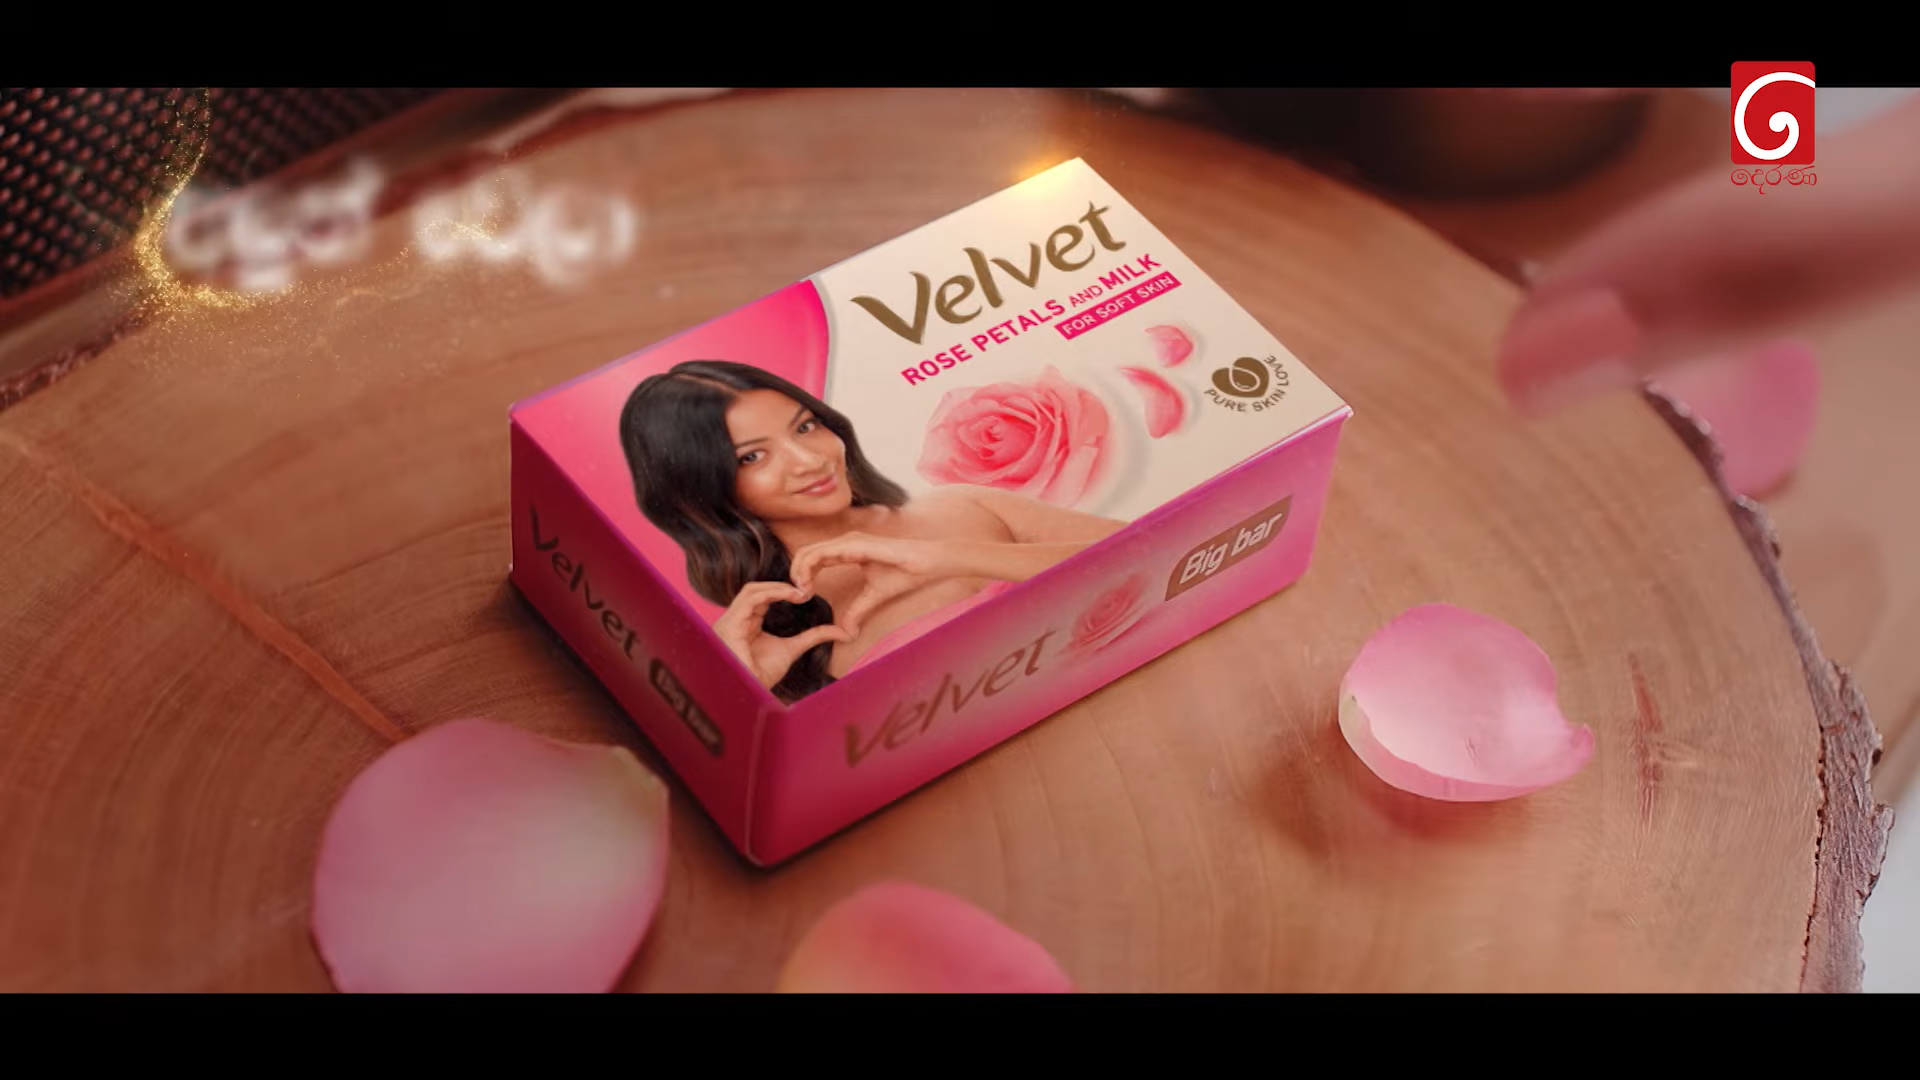 දෙරණ
Velvet
ROSE PETALS AND MILK
FOR SOFT SKIN
PURE SKIN LOVE
Big bar
Velvet
Velvet
Big bar